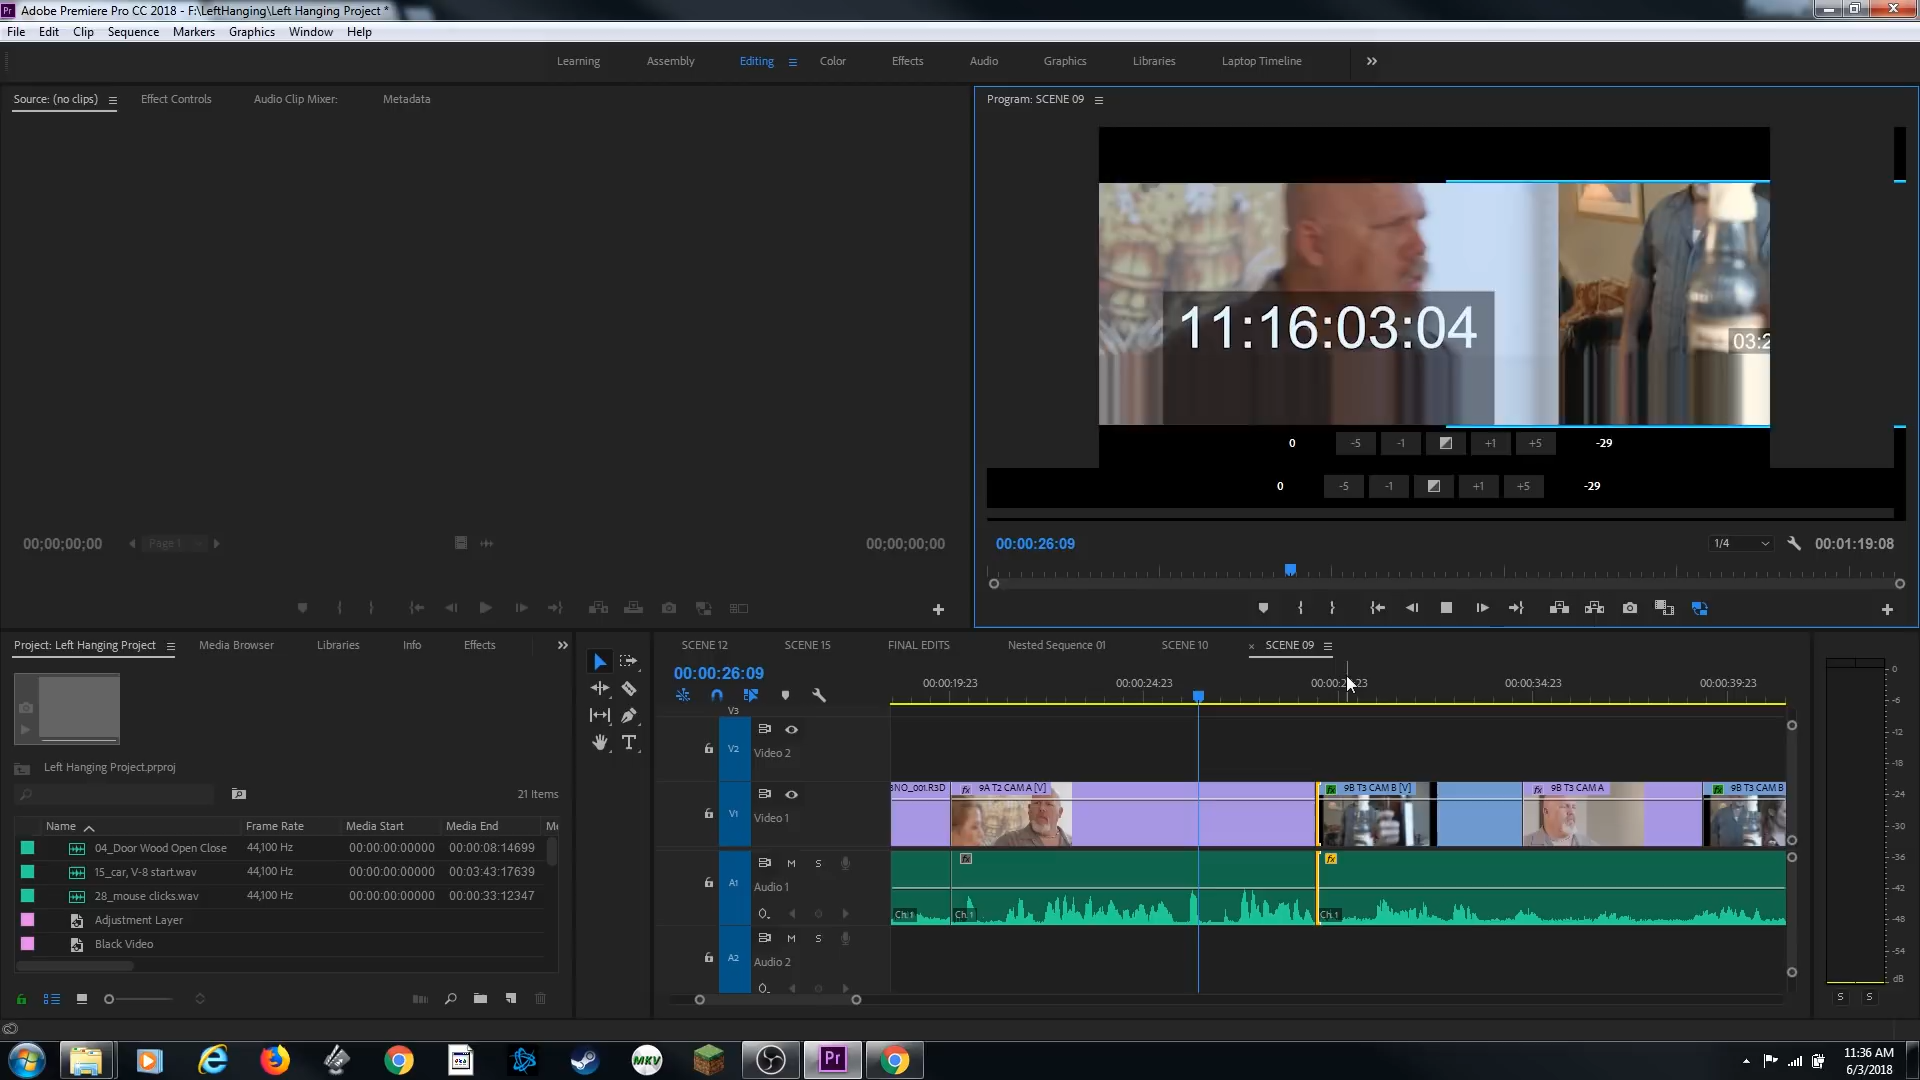 Pr Adobe Premiere Pro CC 2018 - F:\LeftHanging\Left Hanging Project *
File Edit Clip Sequence Markers Graphics Window Help
Learning Assembly Editing Color Effects Audio Graphics Libraries Laptop Timeline
Source: (no clips) Effect Controls Audio Clip Mixer: Metadata
Program: SCENE 09
11:16:03:04
0 -5 -1 +1 +5 -29
0 -5 -1 +1 +5 -29
00;00;00;00 Page 1 00;00;00;00
00:00:26:09 1/4 00:01:19:08
Project: Left Hanging Project Media Browser Libraries Info Effects
SCENE 12 SCENE 15 FINAL EDITS Nested Sequence 01 SCENE 10 × SCENE 09
00:00:26:09
00:00:19:23 00:00:24:23 00:00:34:23 00:00:39:23
V3
V2 Video 2
V1 Video 1
BNO_001.R3D fx 9A T2 CAM A [V] fx 9B T3 CAM B [V] fx 9B T3 CAM A fx 9B T3 CAM B
A1 M S Audio 1
fx fx
Ch.1 Ch.1 Ch.1
A2 M S Audio 2
Left Hanging Project.prproj
21 Items
Name Frame Rate Media Start Media End
04_Door Wood Open Close 44,100 Hz 00:00:00:00000 00:00:08:14699
15_car, V-8 start.wav 44,100 Hz 00:00:00:00000 00:03:43:17639
28_mouse clicks.wav 44,100 Hz 00:00:00:00000 00:00:33:12347
Adjustment Layer
Black Video
0
-6
-12
-18
-24
-30
-36
-42
-48
-54
dB
S S
MKV
Pr
11:36 AM
6/3/2018